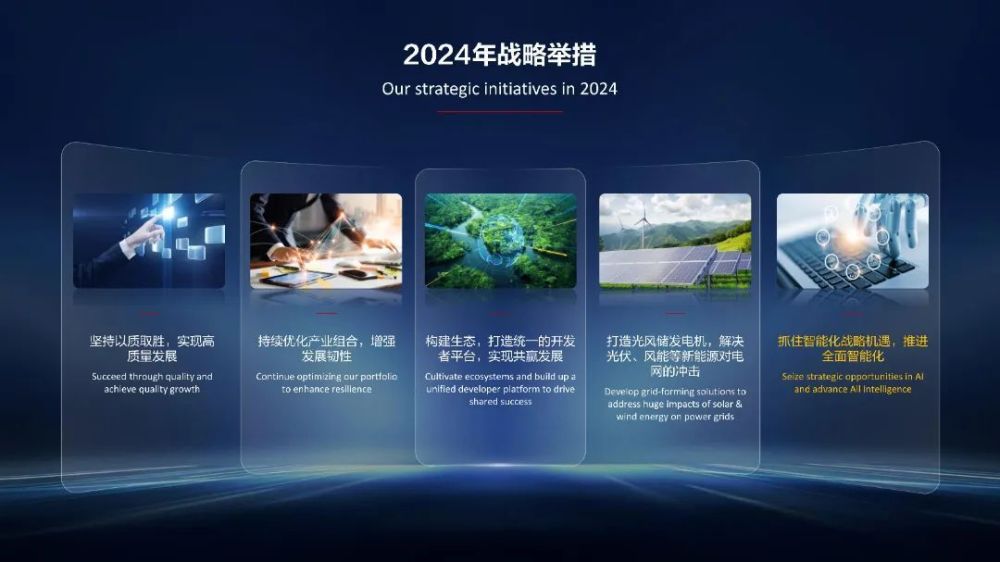 2024年战略举措
Our strategic initiatives in 2024
坚持以质取胜，实现高
质量发展
Succeed through quality and
achieve quality growth
持续优化产业组合，增强
发展韧性
Continue optimizing our portfolio
to enhance resilience
构建生态，打造统一的开发
者平台，实现共赢发展
Cultivate ecosystems and build up a
unified developer platform to drive
shared success
打造光风储发电机，解决
光伏、风能等新能源对电
网的冲击
Develop grid-forming solutions to
address huge impacts of solar &
wind energy on power grids
抓住智能化战略机遇，推进
全面智能化
Seize strategic opportunities in AI
and advance All Intelligence